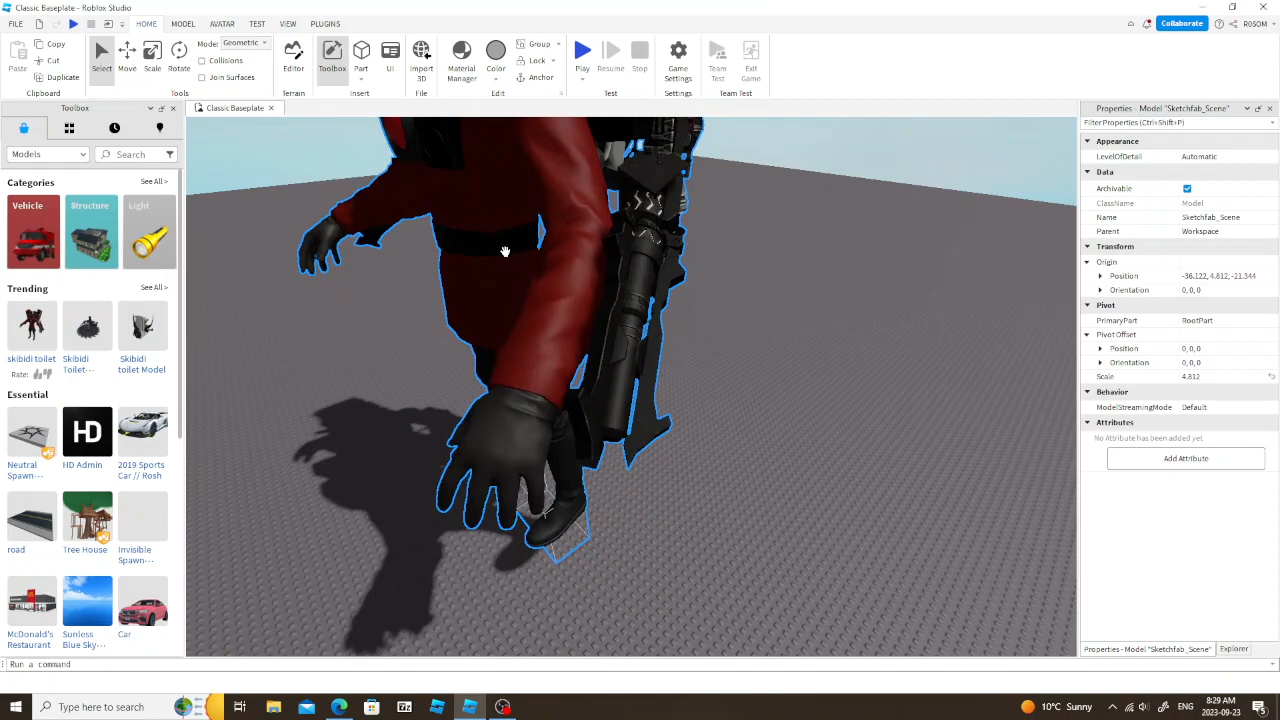 Classic Baseplate - Roblox Studio
FILE
HOME
MODEL
AVATAR
TEST
VIEW
PLUGINS
Collaborate
R0SOM
Paste
Copy
Cut
Duplicate
Clipboard
Select
Move
Scale
Rotate
Mode: Geometric
Collisions
Join Surfaces
Tools
Editor
Terrain
Toolbox
Part
UI
Insert
Import
3D
File
Material
Manager
Color
Group
Lock
Anchor
Edit
Play
Resume
Stop
Test
Game
Settings
Settings
Team
Test
Exit
Game
Team Test
Toolbox
Classic Baseplate
Models
Search
Categories
See All >
Vehicle
Structure
Light
Trending
See All >
skibidi toilet
Rate:
Skibidi
Toilet···
Skibidi
toilet Model
Essential
HD
Neutral
Spawn···
HD Admin
2019 Sports
Car // Rosh
road
Tree House
Invisible
Spawn···
McDonald's
Restaurant
Sunless
Blue Sky···
Car
Properties - Model "Sketchfab_Scene"
Filter Properties (Ctrl+Shift+P)
Appearance
LevelOfDetail Automatic
Data
Archivable
ClassName Model
Name Sketchfab_Scene
Parent Workspace
Transform
Origin
Position -36.122, 4.812, -21.344
Orientation 0, 0, 0
Pivot
PrimaryPart RootPart
Pivot Offset
Position 0, 0, 0
Orientation 0, 0, 0
Scale 4.812
Behavior
ModelStreamingMode Default
Attributes
No Attribute has been added yet
Add Attribute
Properties - Model "Sketchfab_Scene"
Explorer
Run a command
Type here to search
10°C Sunny
8:29 AM
2023-09-23
5